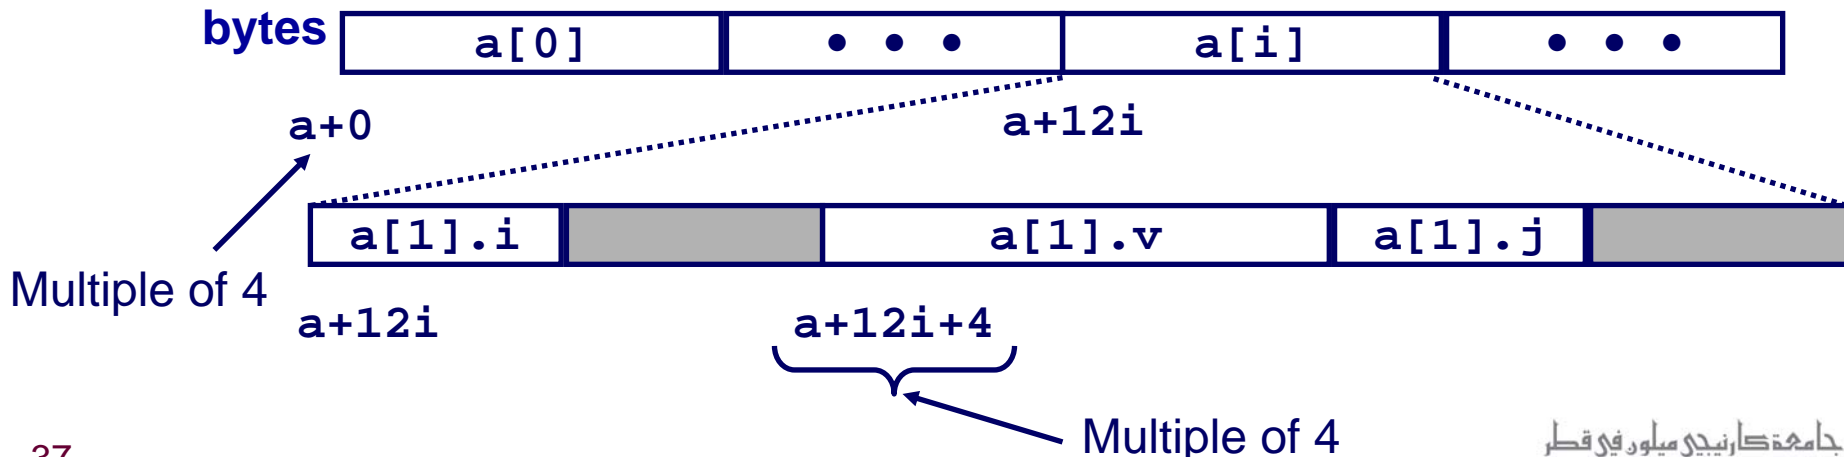 bytes a[0] • • • a[i] • • •
a+0 a+12i
a[1].i a[1].v a[1].j
Multiple of 4
a+12i a+12i+4
Multiple of 4
جامعة كارنيجي ميلون في قطر
37